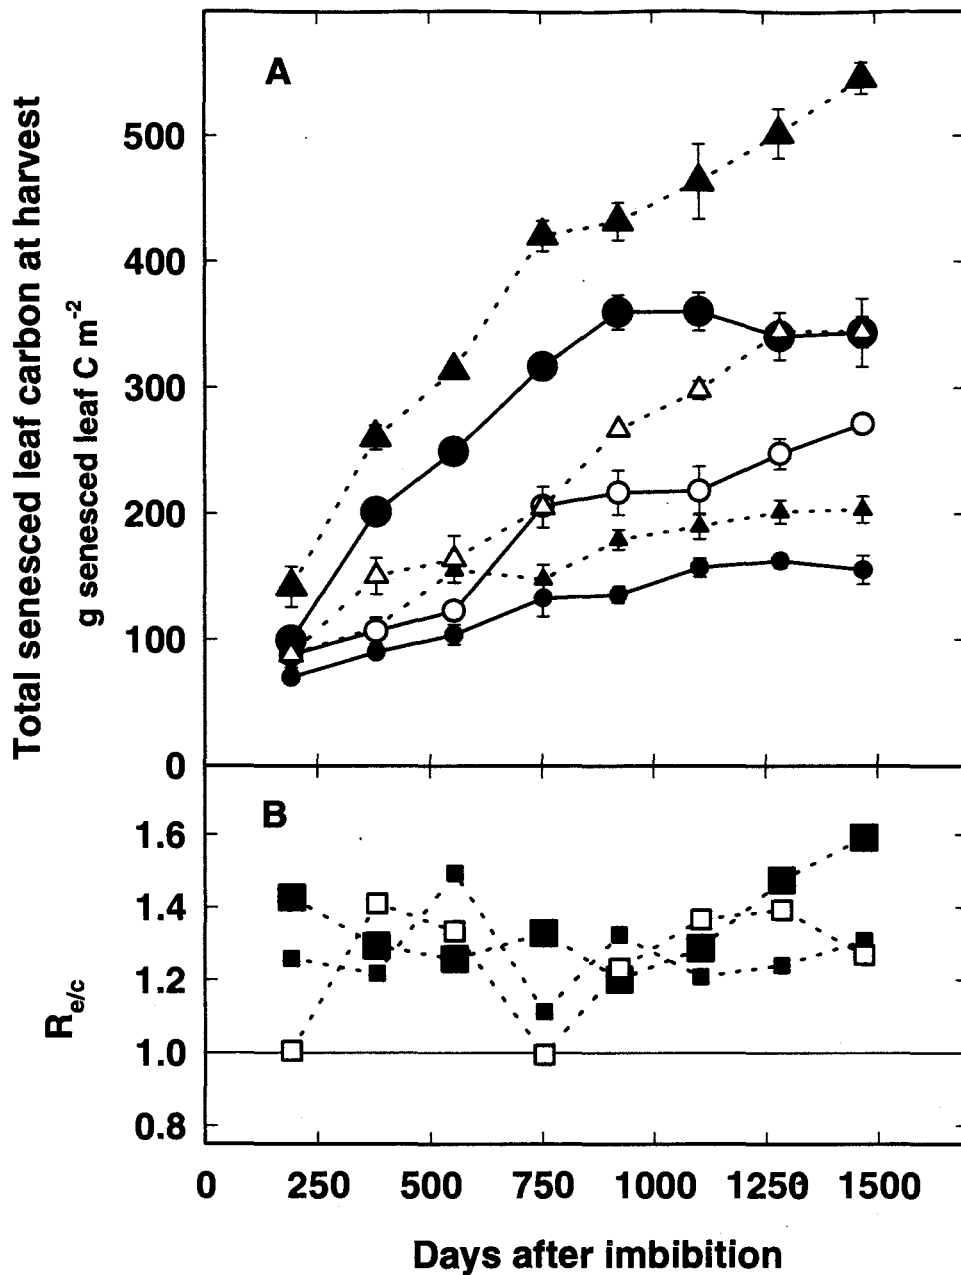 A
Total senesced leaf carbon at harvest
g senesced leaf C m-2
500
400
300
200
100
0
B
1.6
1.4
1.2
1.0
0.8
Re/c
0 250 500 750 1000 1250 1500
Days after imbibition